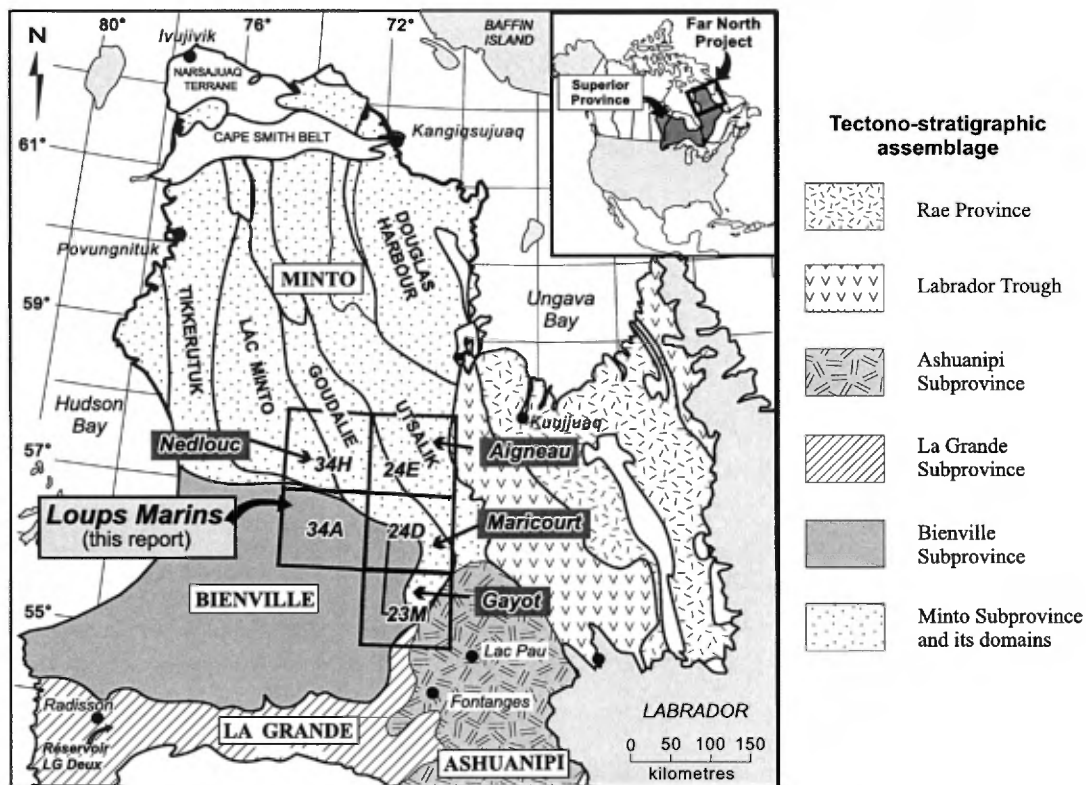 80°
76°
72°
N
Ivujivik
BAFFIN
ISLAND
NARSAJUAQ
TERRANE
CAPE SMITH BELT
Kangiqsujuaq
61°
Far North
Project
Superior
Province
Povungnituk
MINTO
DOUGLAS
HARBOUR
59°
Ungava
Bay
TIKKERUTUK
LAC MINTO
GOUDALIE
UTSALIK
Hudson
Bay
Kuujjuaq
Nedlouc
Aigneau
57°
34H
24E
Loups Marins
(this report)
34A
24D
Maricourt
BIENVILLE
55°
23M
Gayot
Lac Pau
Radisson
Fontanges
LA GRANDE
Réservoir
LG Deux
ASHUANIPI
LABRADOR
0 50 100 150
kilometres
Tectono-stratigraphic
assemblage
Rae Province
Labrador Trough
Ashuanipi
Subprovince
La Grande
Subprovince
Bienville
Subprovince
Minto Subprovince
and its domains